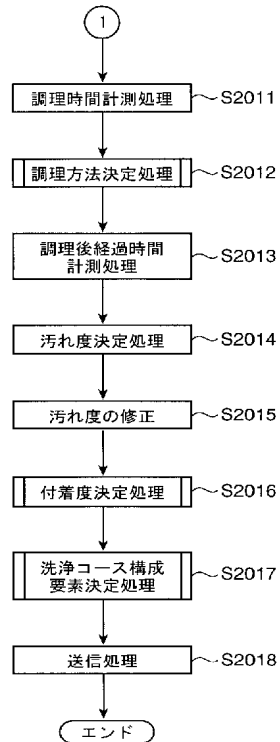 1
調理時間計測処理
S2011
調理方法決定処理
S2012
調理後経過時間
計測処理
S2013
汚れ度決定処理
S2014
汚れ度の修正
S2015
付着度決定処理
S2016
洗浄コース構成
要素決定処理
S2017
送信処理
S2018
エンド